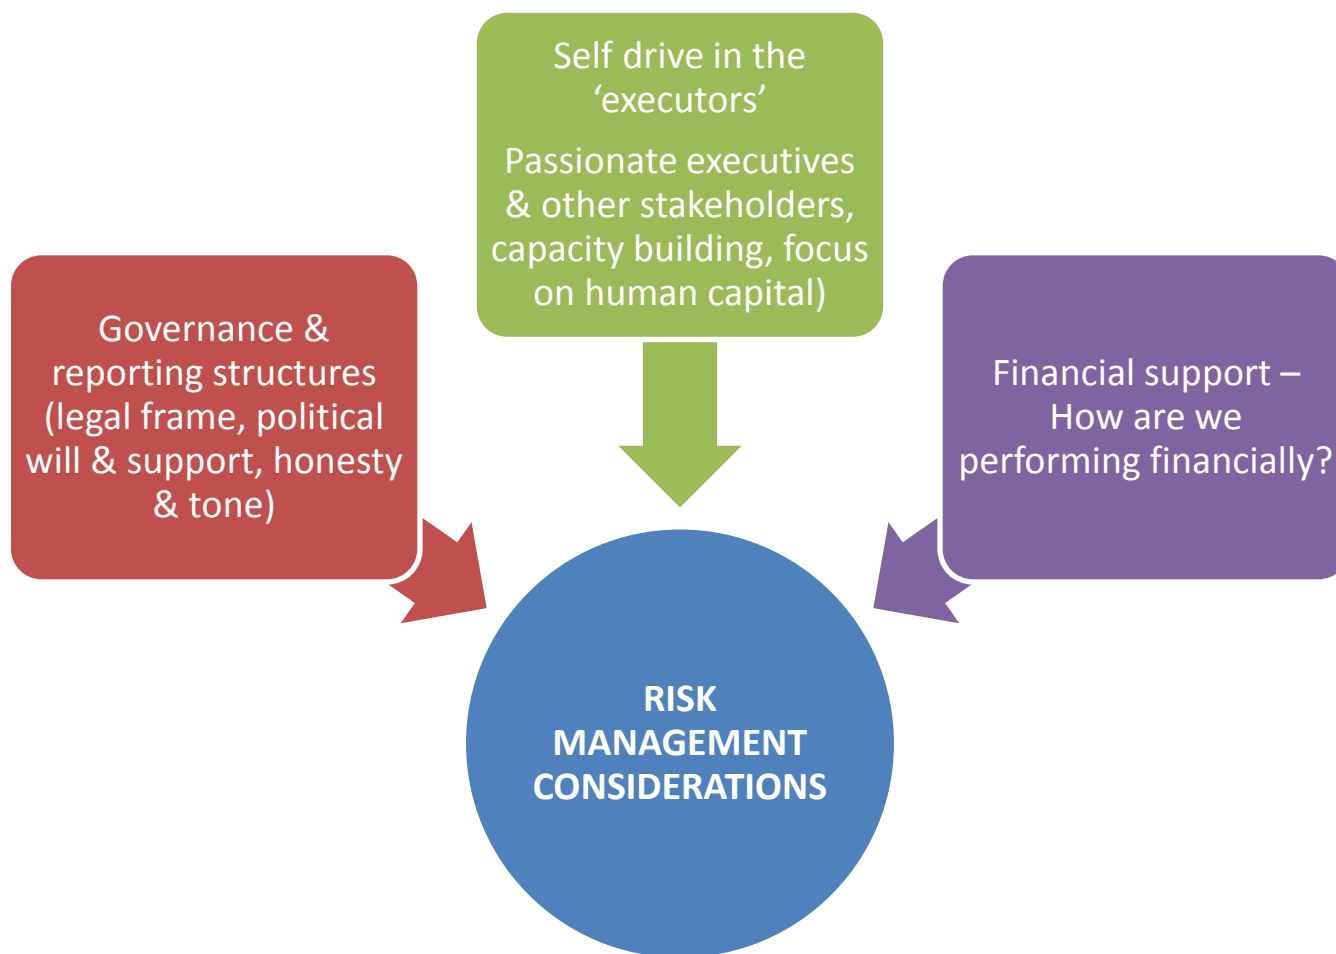 Self drive in the
‘executors’
Passionate executives
& other stakeholders,
capacity building, focus
on human capital)
Governance &
reporting structures
(legal frame, political
will & support, honesty
& tone)
Financial support –
How are we
performing financially?
RISK
MANAGEMENT
CONSIDERATIONS